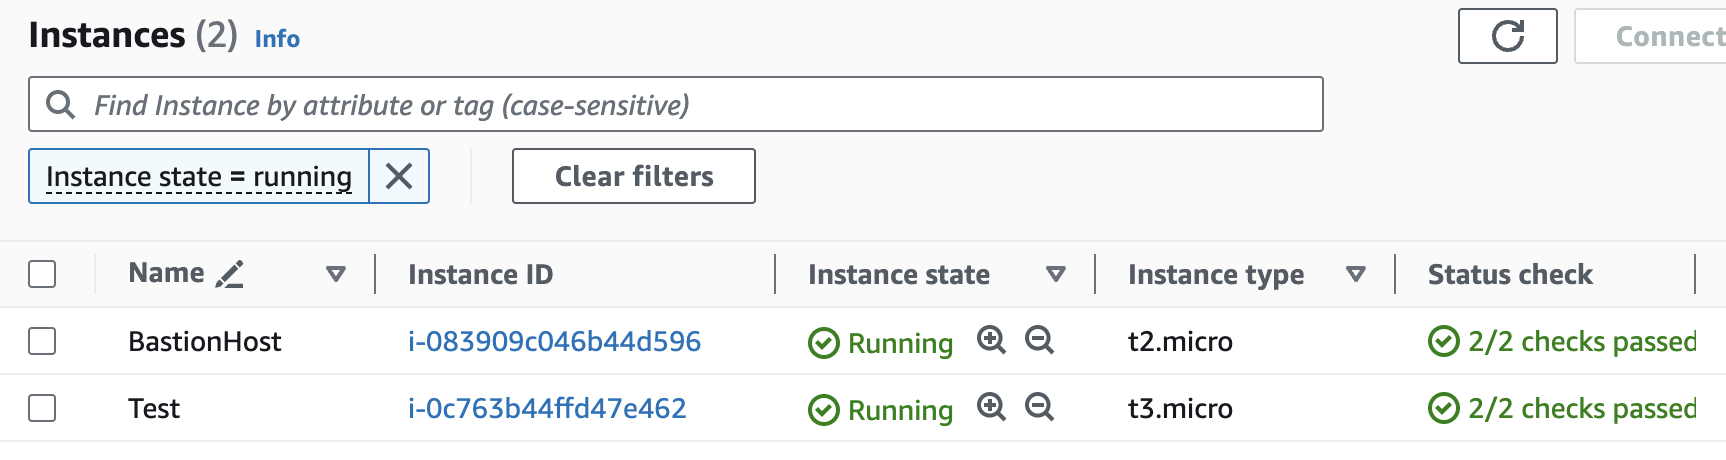 Instances (2) Info
Connect
Find Instance by attribute or tag (case-sensitive)
Instance state = running
Clear filters
Name Instance ID Instance state Instance type Status check
BastionHost i-083909c046b44d596 Running t2.micro 2/2 checks passed
Test i-0c763b44ffd47e462 Running t3.micro 2/2 checks passed